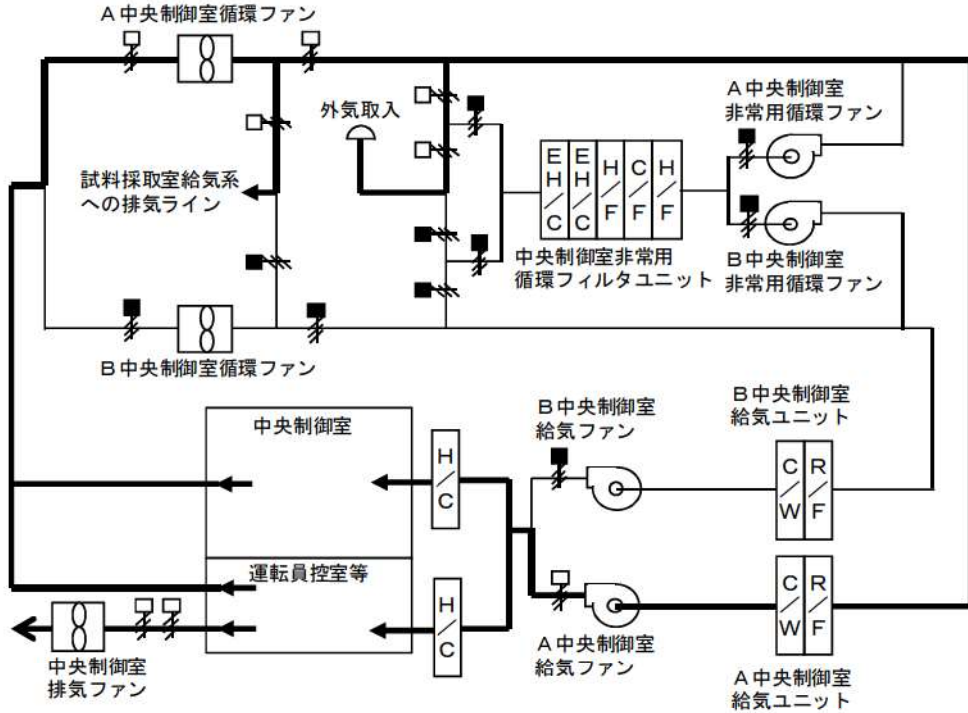 A中央制御室循環ファン
外気取入
A中央制御室
非常用循環ファン
試料採取室給気系
への排気ライン
E
H/C
E
H/C
H/F
C/F
H/F
中央制御室非常用
循環フィルタユニット
B中央制御室
非常用循環ファン
B中央制御室循環ファン
中央制御室
H/C
B中央制御室
給気ファン
B中央制御室
給気ユニット
C/W
R/F
運転員控室等
H/C
C/W
R/F
中央制御室
排気ファン
A中央制御室
給気ファン
A中央制御室
給気ユニット